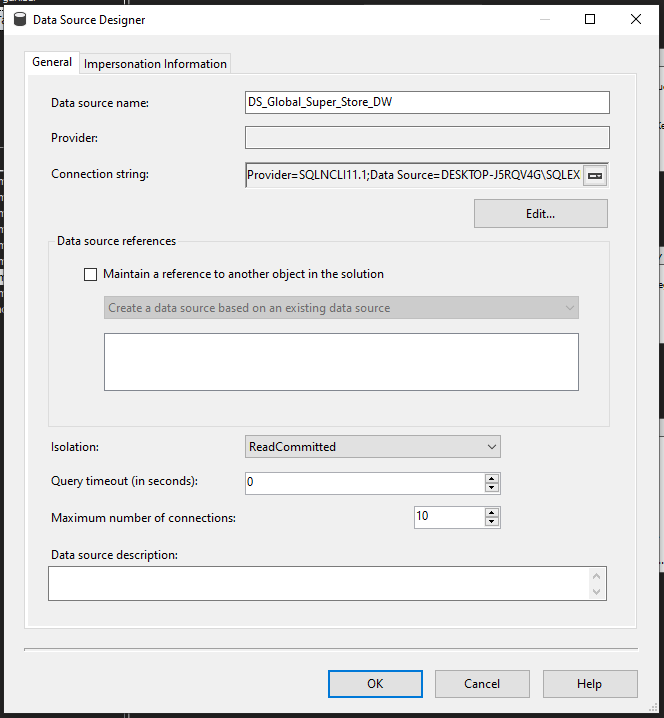 Data Source Designer
General
Impersonation Information
Data source name:
DS_Global_Super_Store_DW
Provider:
Connection string:
Provider=SQLNCLI11.1;Data Source=DESKTOP-J5RQV4G\SQLEX
Edit...
Data source references
Maintain a reference to another object in the solution
Create a data source based on an existing data source
Isolation:
ReadCommitted
Query timeout (in seconds):
0
Maximum number of connections:
10
Data source description:
OK
Cancel
Help